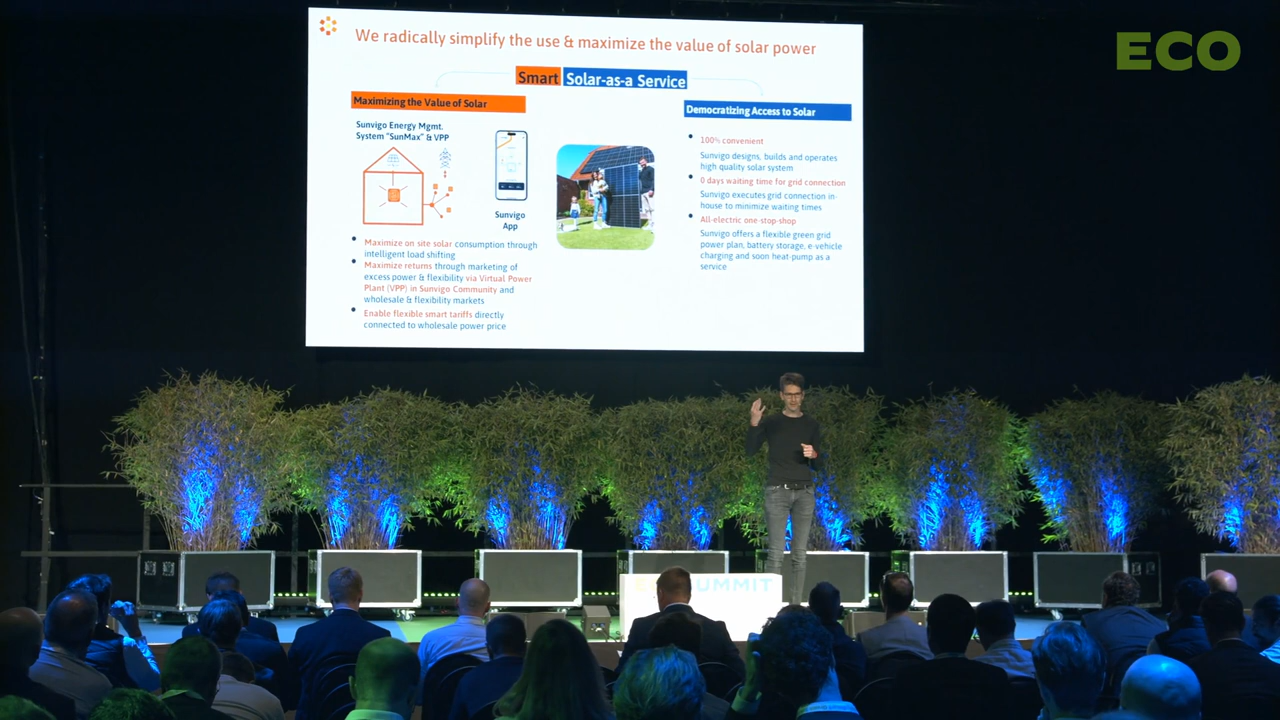 ECO
We radically simplify the use & maximize the value of solar power
Smart Solar-as-a Service
Maximizing the Value of Solar
Sunvigo Energy Mgmt.
System "SunMax" & VPP
Sunvigo
App
Maximize on site solar consumption through
intelligent load shifting
Maximize returns through marketing of
excess power & flexibility via Virtual Power
Plant (VPP) in Sunvigo Community and
wholesale & flexibility markets
Enable flexible smart tariffs directly
connected to wholesale power price
Democratizing Access to Solar
100% convenient
Sunvigo designs, builds and operates
high quality solar system
0 days waiting time for grid connection
Sunvigo executes grid connection in-
house to minimize waiting times
All-electric one-stop-shop
Sunvigo offers a flexible green grid
power plan, battery storage, e-vehicle
charging and soon heat-pump as a
service
SUMMIT